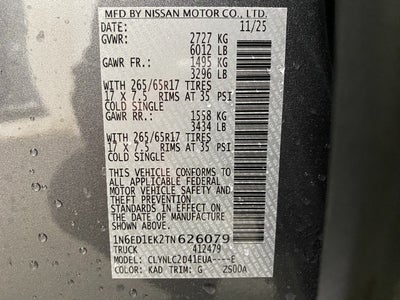 MFD BY NISSAN MOTOR CO., LTD.
DATE: 11/25
GVWR: 2727 KG
6012 LB
GAWR FR.: 1495 KG
3296 LB
WITH 265/65R17 TIRES
17 X 7.5 RIMS AT 35 PSI
COLD SINGLE
GAWR RR.: 1558 KG
3434 LB
WITH 265/65R17 TIRES
17 X 7.5 RIMS AT 35 PSI
COLD SINGLE
THIS VEHICLE CONFORMS TO
ALL APPLICABLE FEDERAL
MOTOR VEHICLE SAFETY AND
THEFT PREVENTION STANDARDS
IN EFFECT ON THE DATE OF
MANUFACTURE SHOWN ABOVE.
1N6ED1EK2TN626079
TRUCK 412479
MODEL: CLYNLC2D41EUA----E
COLOR: KAD TRIM: G 2S00A